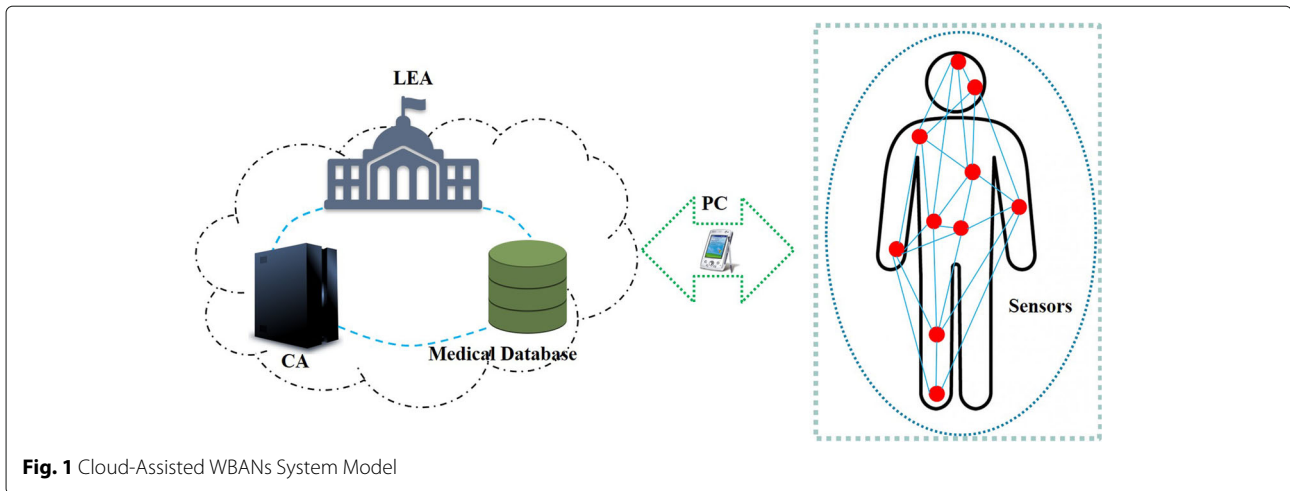 LEA
PC
Sensors
CA
Medical Database
Fig. 1 Cloud-Assisted WBANs System Model